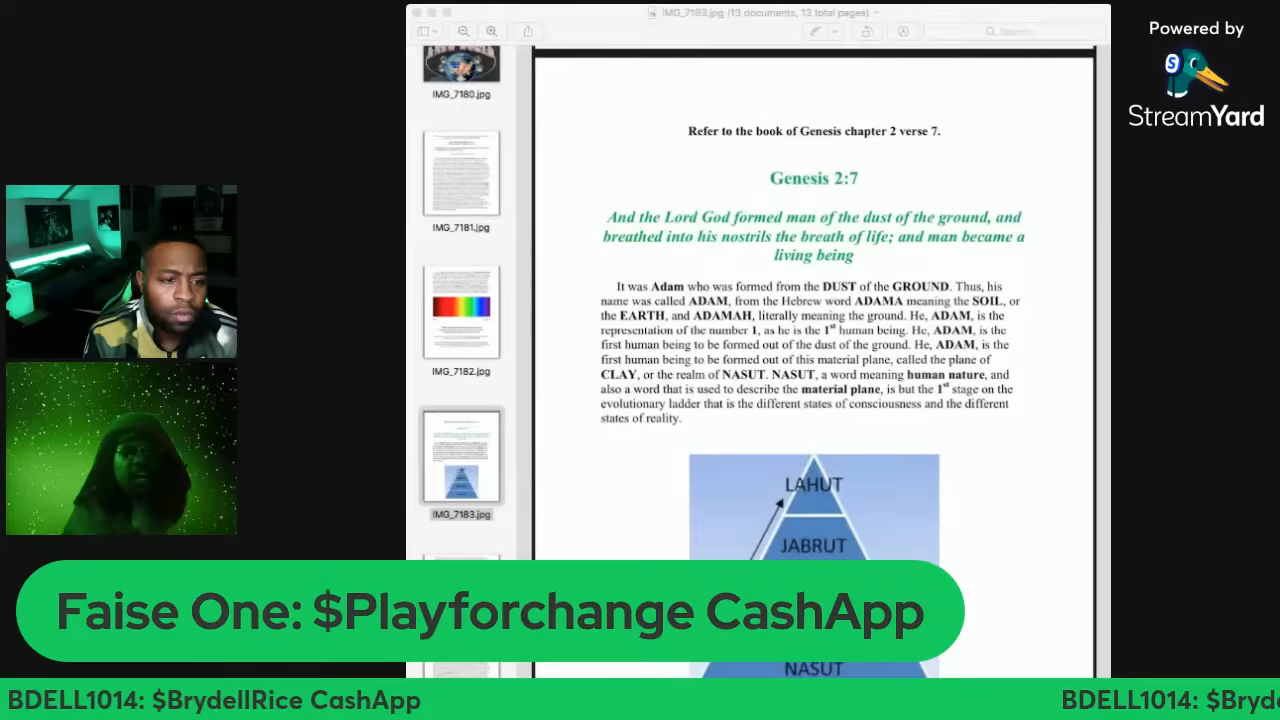 IMG_7183.jpg (13 documents, 13 total pages)
Search
Powered by
StreamYard
IMG_7180.jpg
IMG_7181.jpg
IMG_7182.jpg
IMG_7183.jpg
Refer to the book of Genesis chapter 2 verse 7.
Genesis 2:7
And the Lord God formed man of the dust of the ground, and
breathed into his nostrils the breath of life; and man became a
living being
It was Adam who was formed from the DUST of the GROUND. Thus, his
name was called ADAM, from the Hebrew word ADAMA meaning the SOIL, or
the EARTH, and ADAMAH, literally meaning the ground. He, ADAM, is the
representation of the number 1, as he is the 1st human being. He, ADAM, is the
first human being to be formed out of the dust of the ground. He, ADAM, is the
first human being to be formed out of this material plane, called the plane of
CLAY, or the realm of NASUT. NASUT, a word meaning human nature, and
also a word that is used to describe the material plane, is but the 1st stage on the
evolutionary ladder that is the different states of consciousness and the different
states of reality.
LAHUT
JABRUT
NASUT
Faise One: $Playforchange CashApp
BDELL1014: $BrydellRice CashApp
BDELL1014: $Bryd